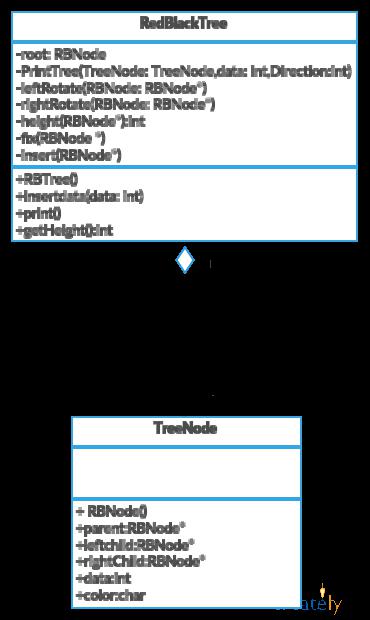 RedBlackTree
-root: RBNode
-PrintTree(TreeNode: TreeNode,data: int,Direction:int)
-leftRotate(RBNode: RBNode*)
-rightRotate(RBNode: RBNode*)
-height(RBNode*):int
-fix(RBNode *)
-insert(RBNode*)
+RBTree()
+insertdata(data: int)
+print()
+getHeight():int
TreeNode
+ RBNode()
+parent:RBNode*
+leftchild:RBNode*
+rightChild:RBNode*
+data:int
+color:char
creately